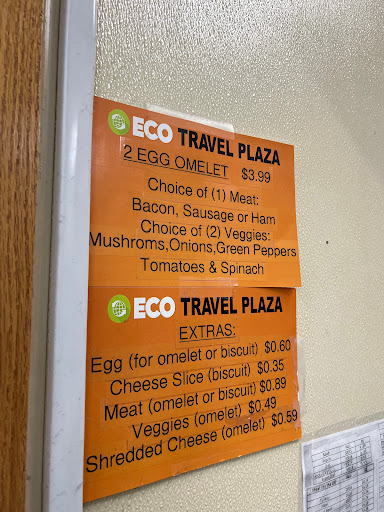 ECO TRAVEL PLAZA
2 EGG OMELET $3.99
Choice of (1) Meat:
Bacon, Sausage or Ham
Choice of (2) Veggies:
Mushroms,Onions,Green Peppers
Tomatoes & Spinach
ECO TRAVEL PLAZA
EXTRAS:
Egg (for omelet or biscuit) $0.60
Cheese Slice (biscuit) $0.35
Meat (omelet or biscuit) $0.89
Veggies (omelet) $0.49
Shredded Cheese (omelet) $0.59